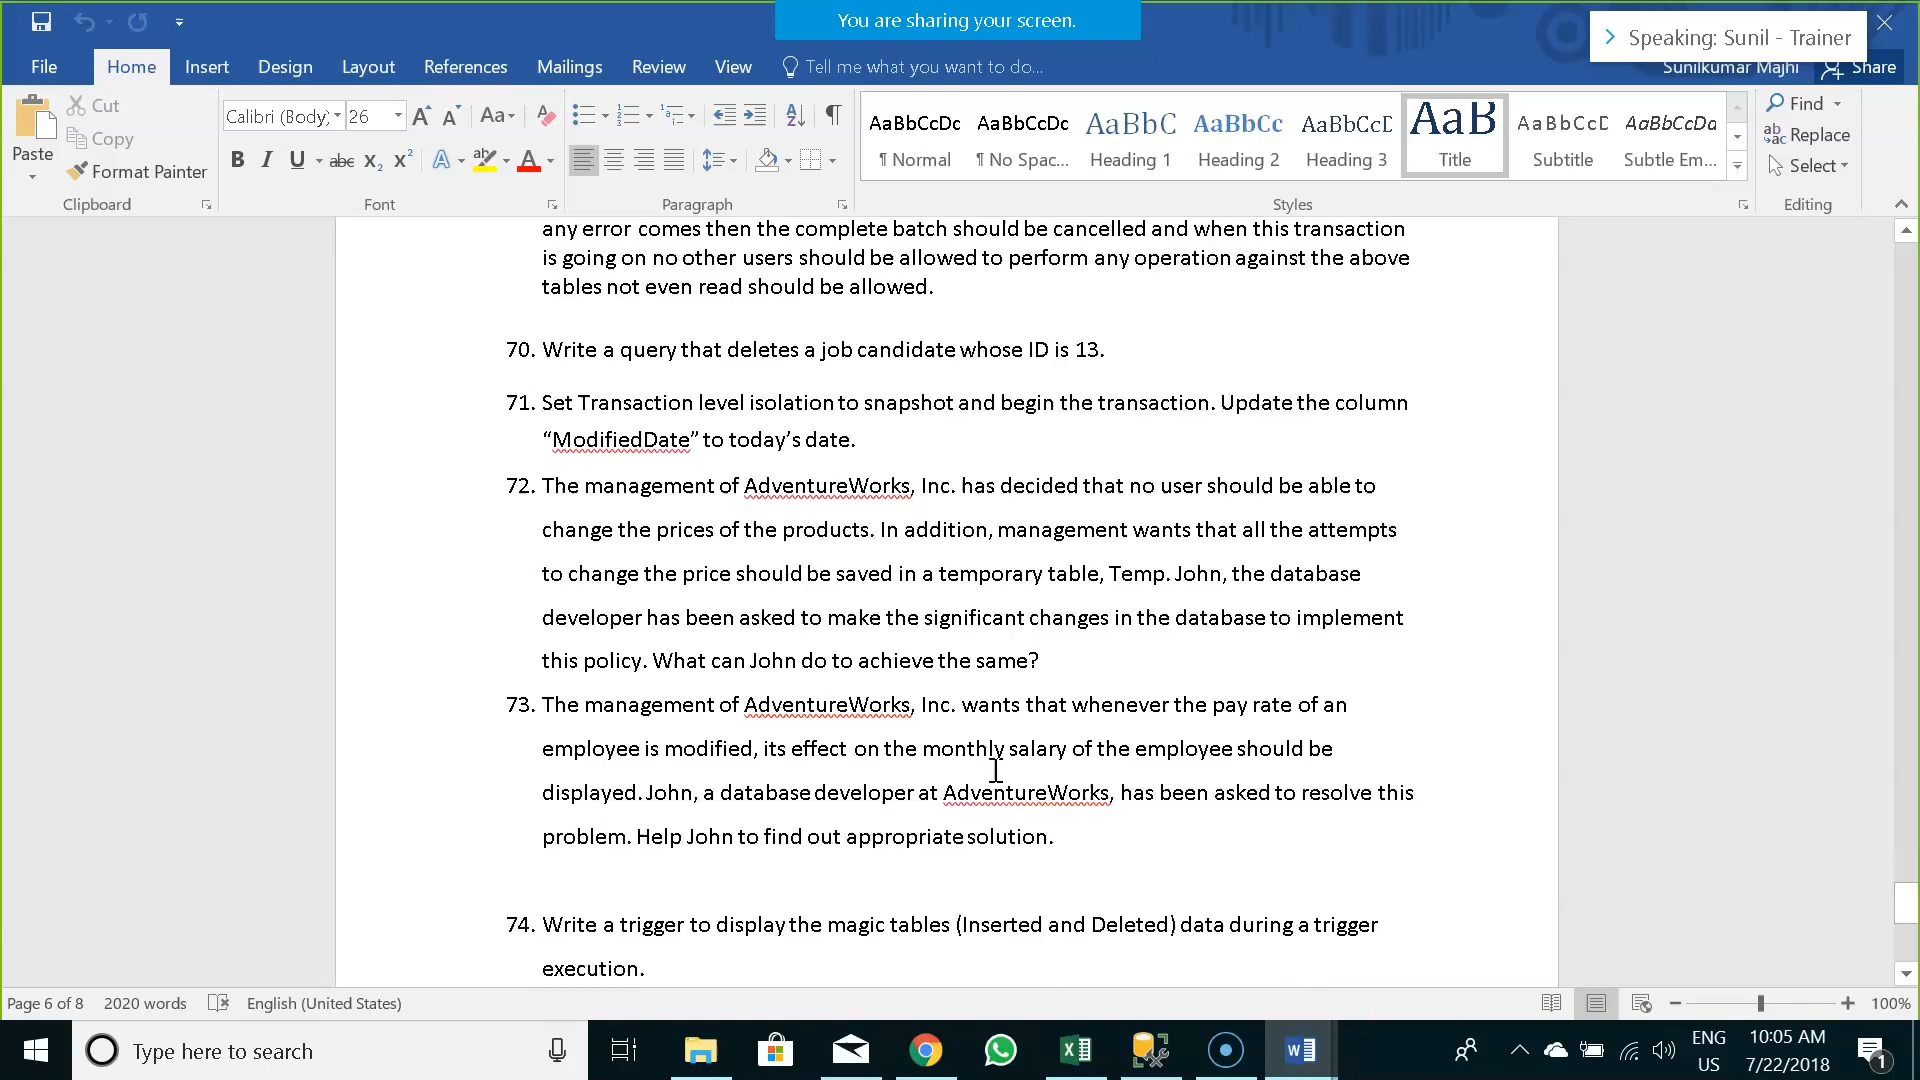 You are sharing your screen.
Speaking: Sunil - Trainer
File
Home
Insert
Design
Layout
References
Mailings
Review
View
Tell me what you want to do...
Sunilkumar Majhi
Share
Paste
Cut
Copy
Format Painter
Clipboard
Calibri (Body)
26
Font
Paragraph
AaBbCcDc
¶ Normal
AaBbCcDc
¶ No Spac...
AaBbC
Heading 1
AaBbCc
Heading 2
AaBbCcD
Heading 3
AaB
Title
AaBbCcD
Subtitle
AaBbCcDa
Subtle Em...
Styles
Find
Replace
Select
Editing
any error comes then the complete batch should be cancelled and when this transaction
is going on no other users should be allowed to perform any operation against the above
tables not even read should be allowed.
70. Write a query that deletes a job candidate whose ID is 13.
71. Set Transaction level isolation to snapshot and begin the transaction. Update the column
“ModifiedDate” to today’s date.
72. The management of AdventureWorks, Inc. has decided that no user should be able to
change the prices of the products. In addition, management wants that all the attempts
to change the price should be saved in a temporary table, Temp. John, the database
developer has been asked to make the significant changes in the database to implement
this policy. What can John do to achieve the same?
73. The management of AdventureWorks, Inc. wants that whenever the pay rate of an
employee is modified, its effect on the monthly salary of the employee should be
displayed. John, a database developer at AdventureWorks, has been asked to resolve this
problem. Help John to find out appropriate solution.
74. Write a trigger to display the magic tables (Inserted and Deleted) data during a trigger
execution.
Page 6 of 8
2020 words
English (United States)
100%
Type here to search
ENG
US
10:05 AM
7/22/2018
1